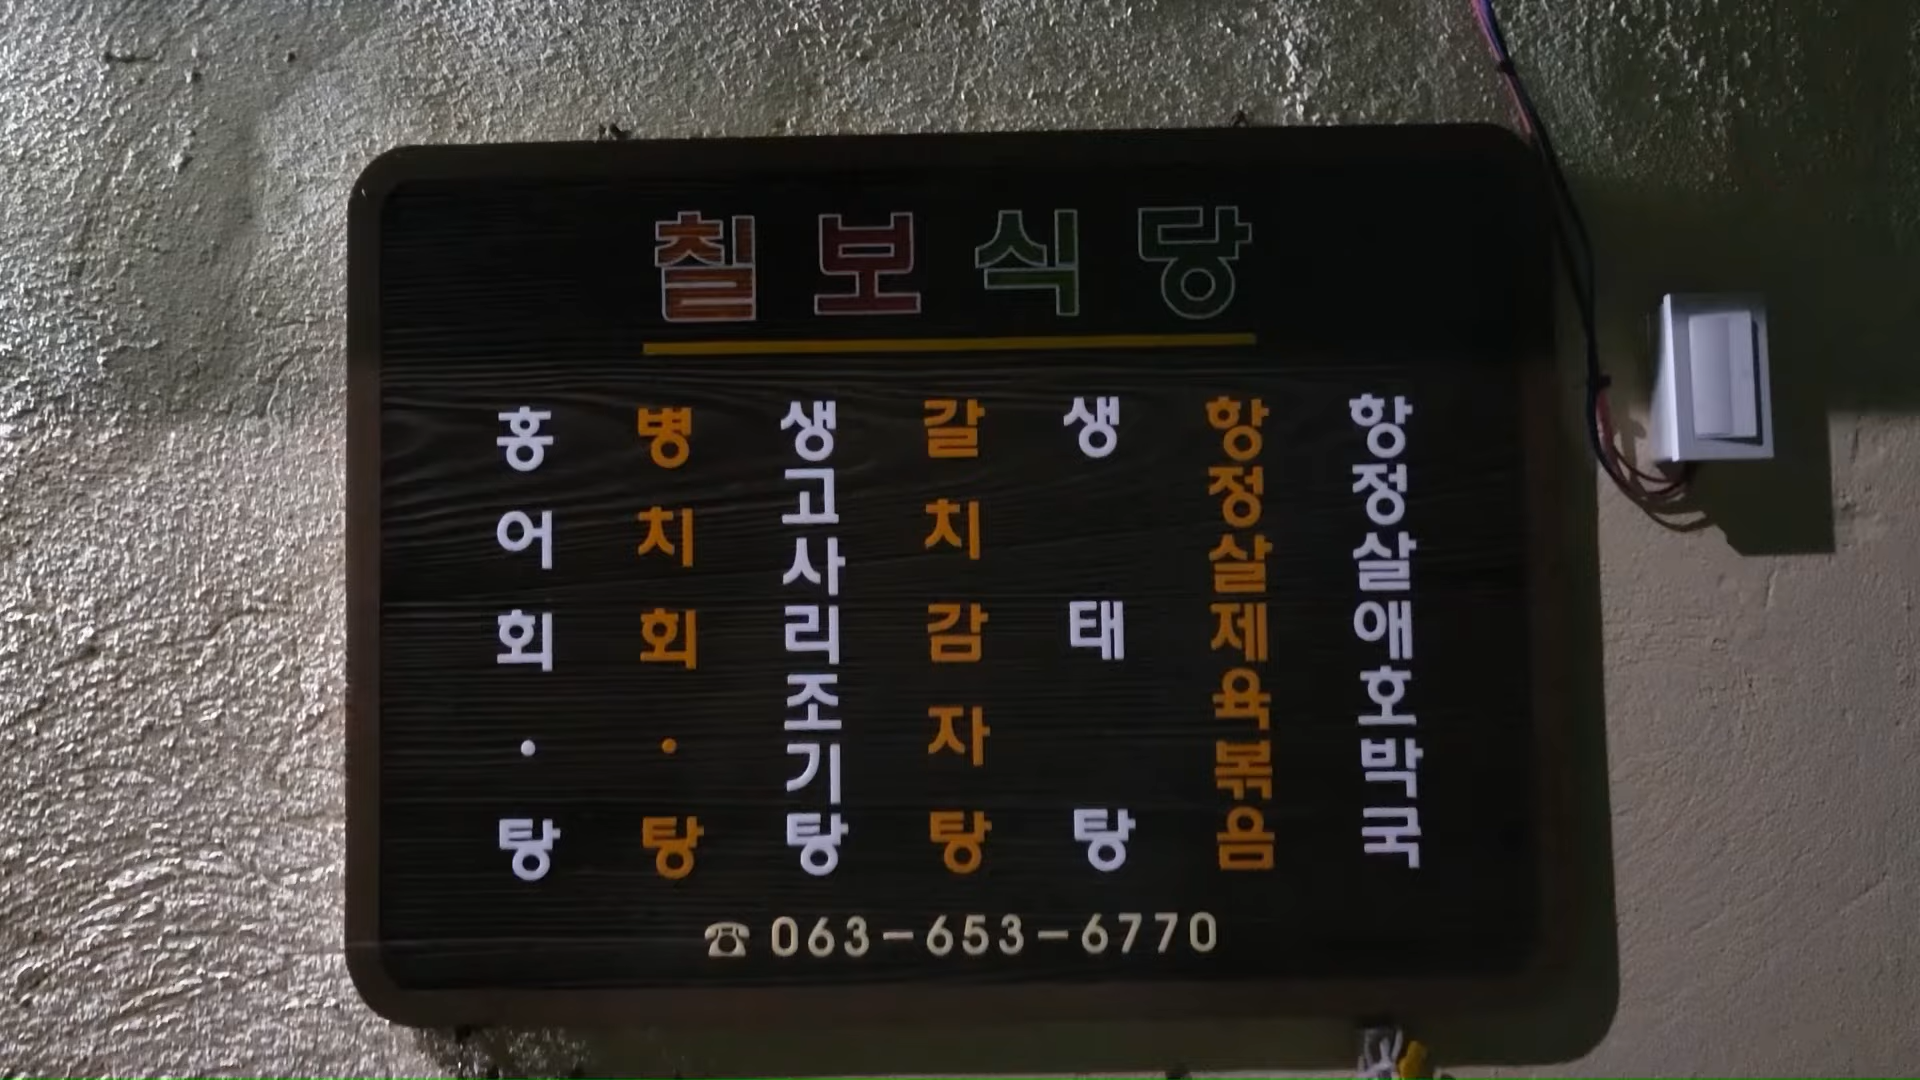 칠보식당
홍어회·탕
병치회·탕
생고사리조기탕
갈치감자탕
생태탕
항정살제육볶음
항정살애호박국
☎063-653-6770